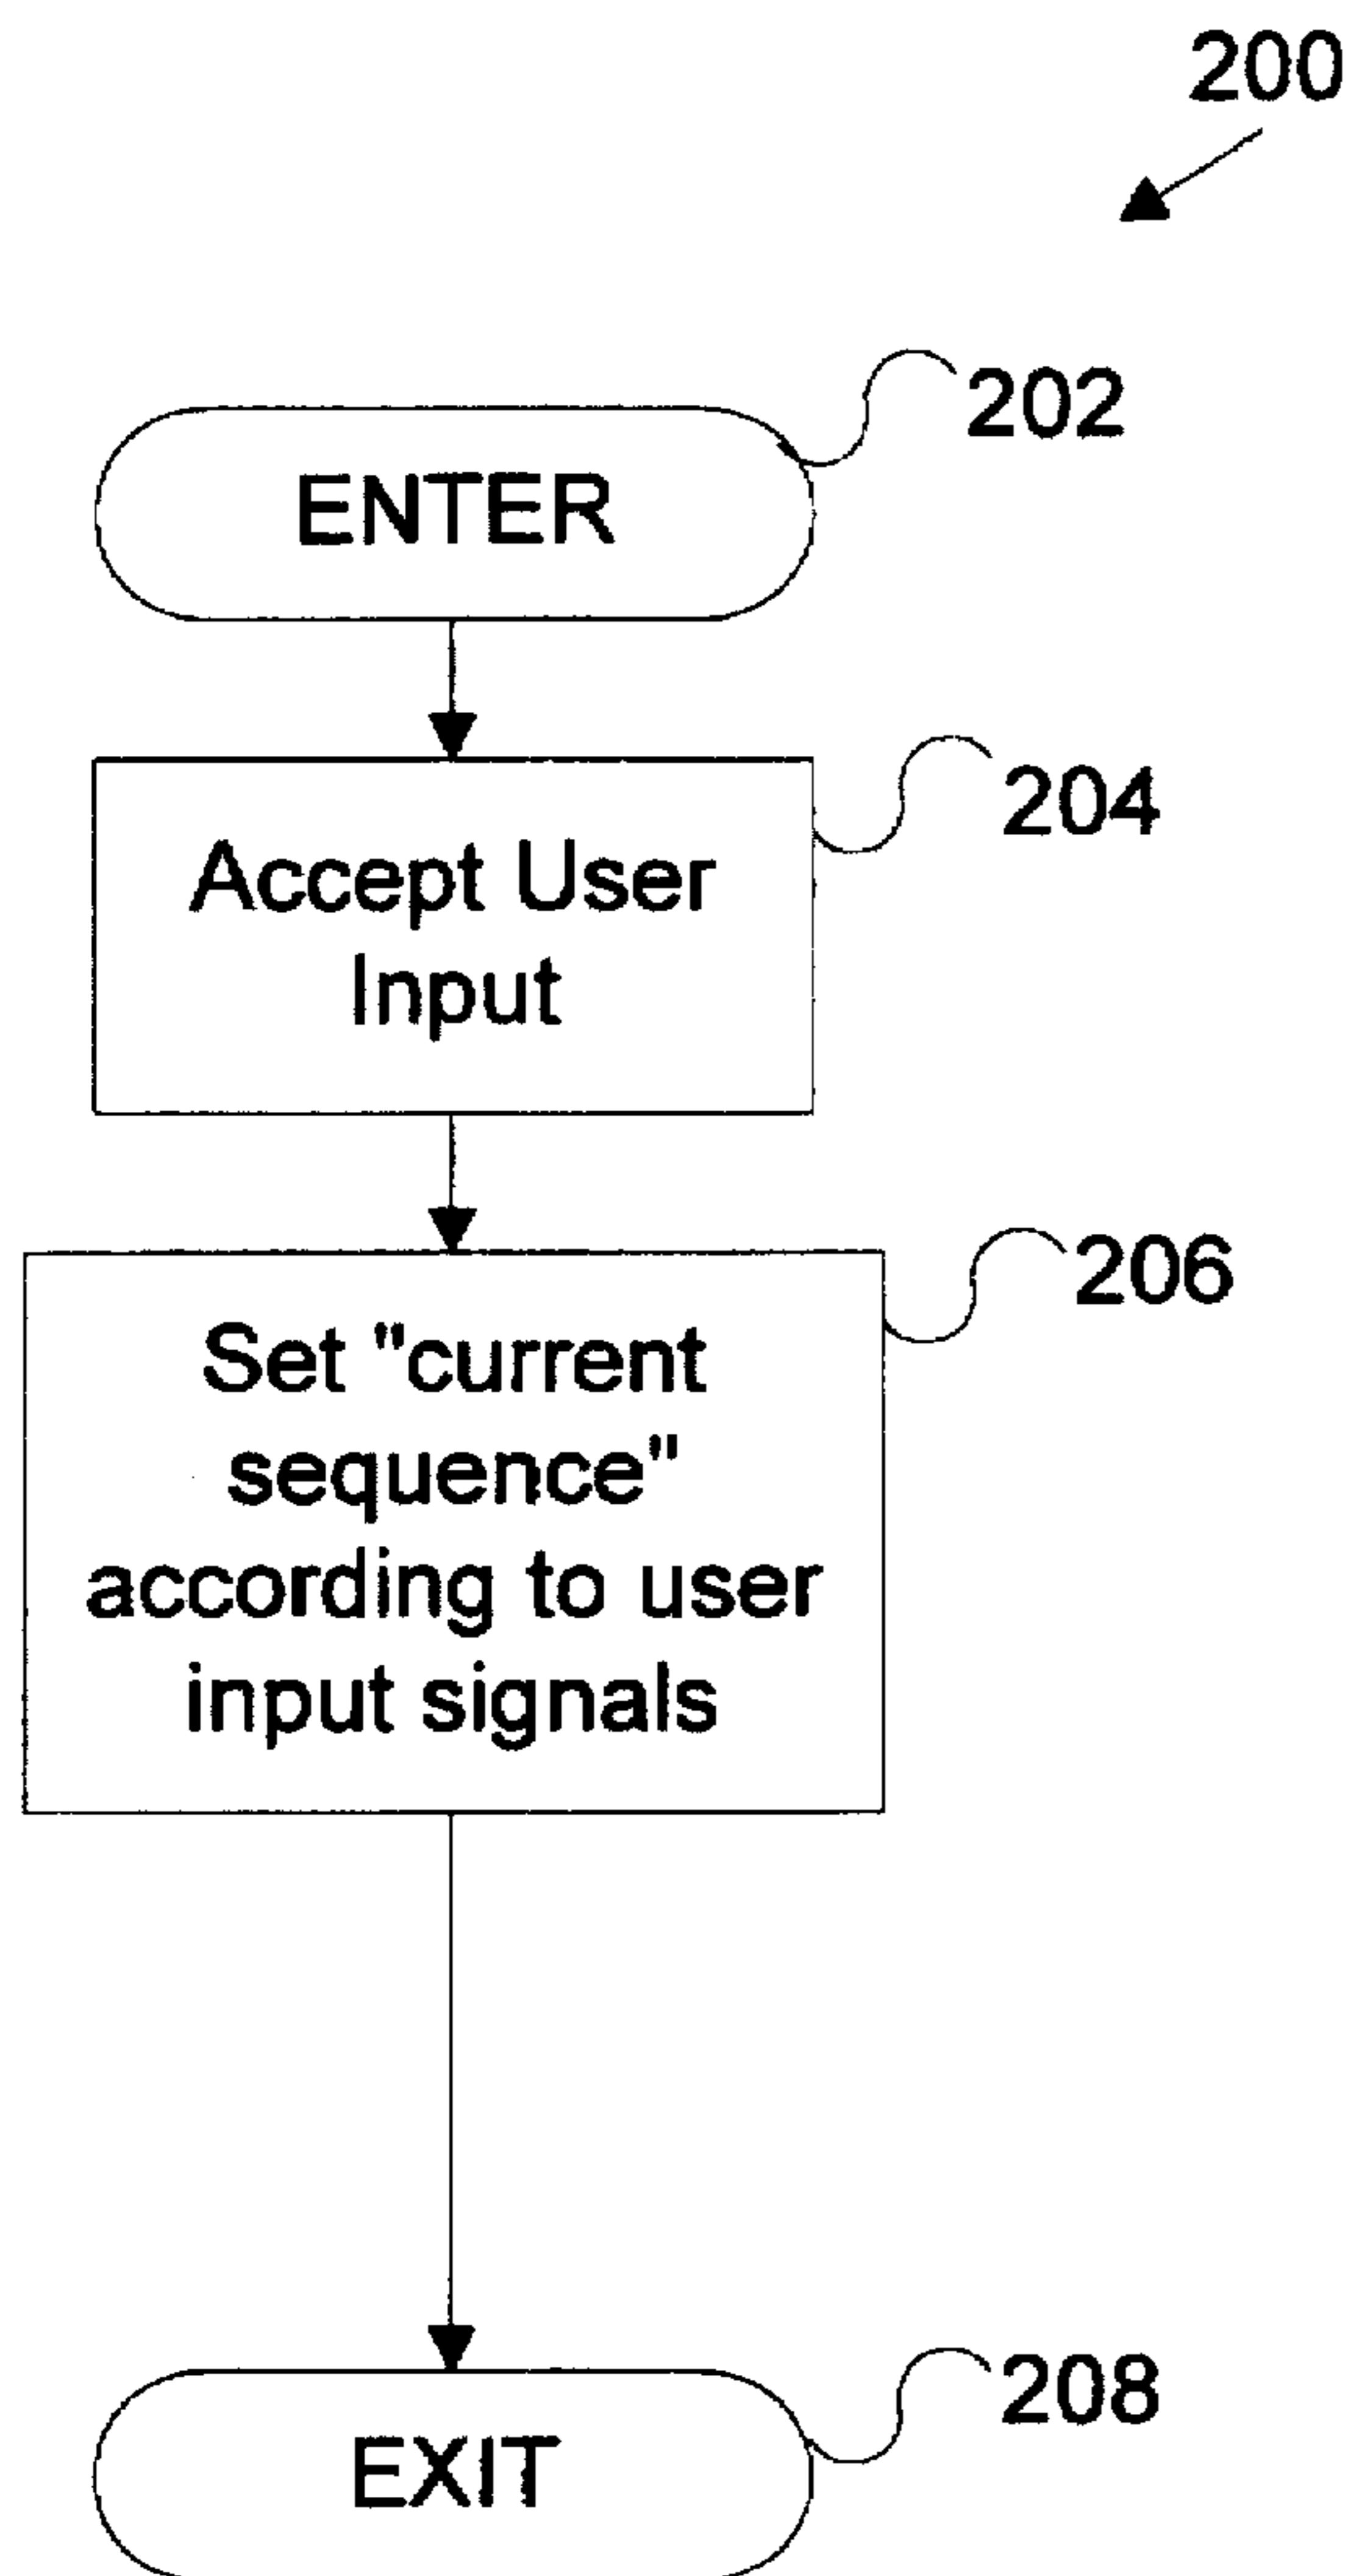 200
202
ENTER
204
Accept User
Input
206
Set "current
sequence"
according to user
input signals
208
EXIT